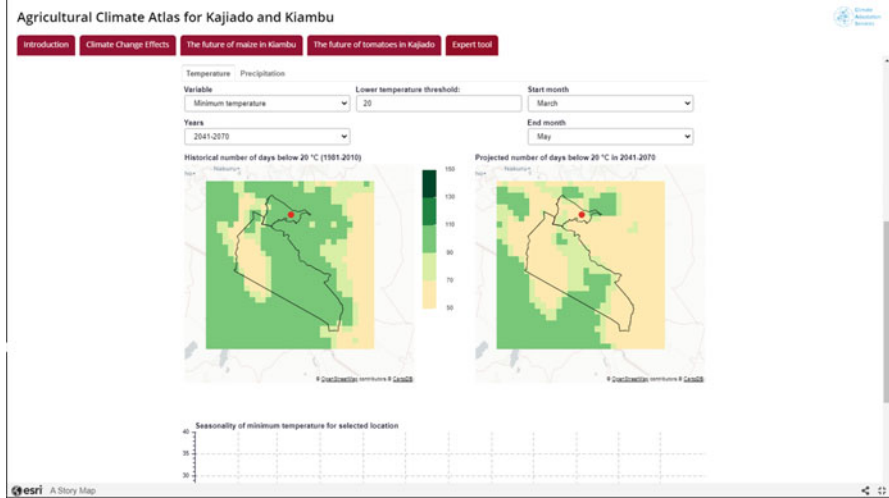 Agricultural Climate Atlas for Kajiado and Kiambu
Climate
Adaptation
Services
Introduction
Climate Change Effects
The future of maize in Kiambu
The future of tomatoes in Kajiado
Expert tool
Temperature Precipitation
Variable
Minimum temperature
Lower temperature threshold:
20
Start month
March
Years
2041-2070
End month
May
Historical number of days below 20 °C (1981-2010)
150
130
110
90
70
50
© OpenStreetMap contributors © CartoDB
Projected number of days below 20 °C in 2041-2070
© OpenStreetMap contributors © CartoDB
Seasonality of minimum temperature for selected location
40
35
30
esri A Story Map